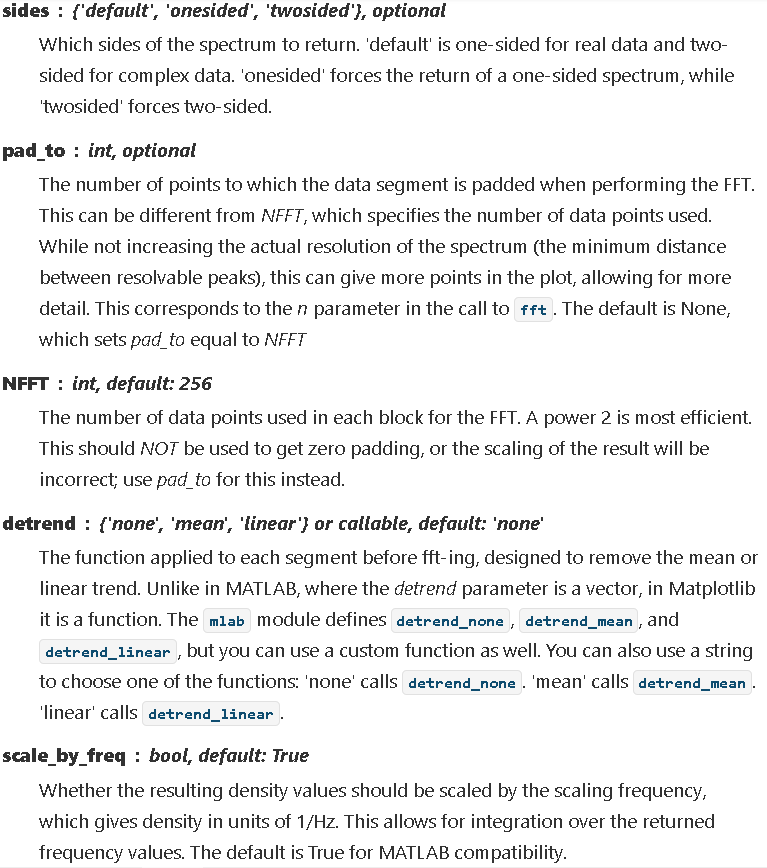 sides : {'default', 'onesided', 'twosided'}, optional
Which sides of the spectrum to return. 'default' is one-sided for real data and two-
sided for complex data. 'onesided' forces the return of a one-sided spectrum, while
'twosided' forces two-sided.
pad_to : int, optional
The number of points to which the data segment is padded when performing the FFT.
This can be different from NFFT, which specifies the number of data points used.
While not increasing the actual resolution of the spectrum (the minimum distance
between resolvable peaks), this can give more points in the plot, allowing for more
detail. This corresponds to the n parameter in the call to fft. The default is None,
which sets pad_to equal to NFFT
NFFT : int, default: 256
The number of data points used in each block for the FFT. A power 2 is most efficient.
This should NOT be used to get zero padding, or the scaling of the result will be
incorrect; use pad_to for this instead.
detrend : {'none', 'mean', 'linear'} or callable, default: 'none'
The function applied to each segment before fft-ing, designed to remove the mean or
linear trend. Unlike in MATLAB, where the detrend parameter is a vector, in Matplotlib
it is a function. The mlab module defines detrend_none, detrend_mean, and
detrend_linear, but you can use a custom function as well. You can also use a string
to choose one of the functions: 'none' calls detrend_none. 'mean' calls detrend_mean.
'linear' calls detrend_linear.
scale_by_freq : bool, default: True
Whether the resulting density values should be scaled by the scaling frequency,
which gives density in units of 1/Hz. This allows for integration over the returned
frequency values. The default is True for MATLAB compatibility.